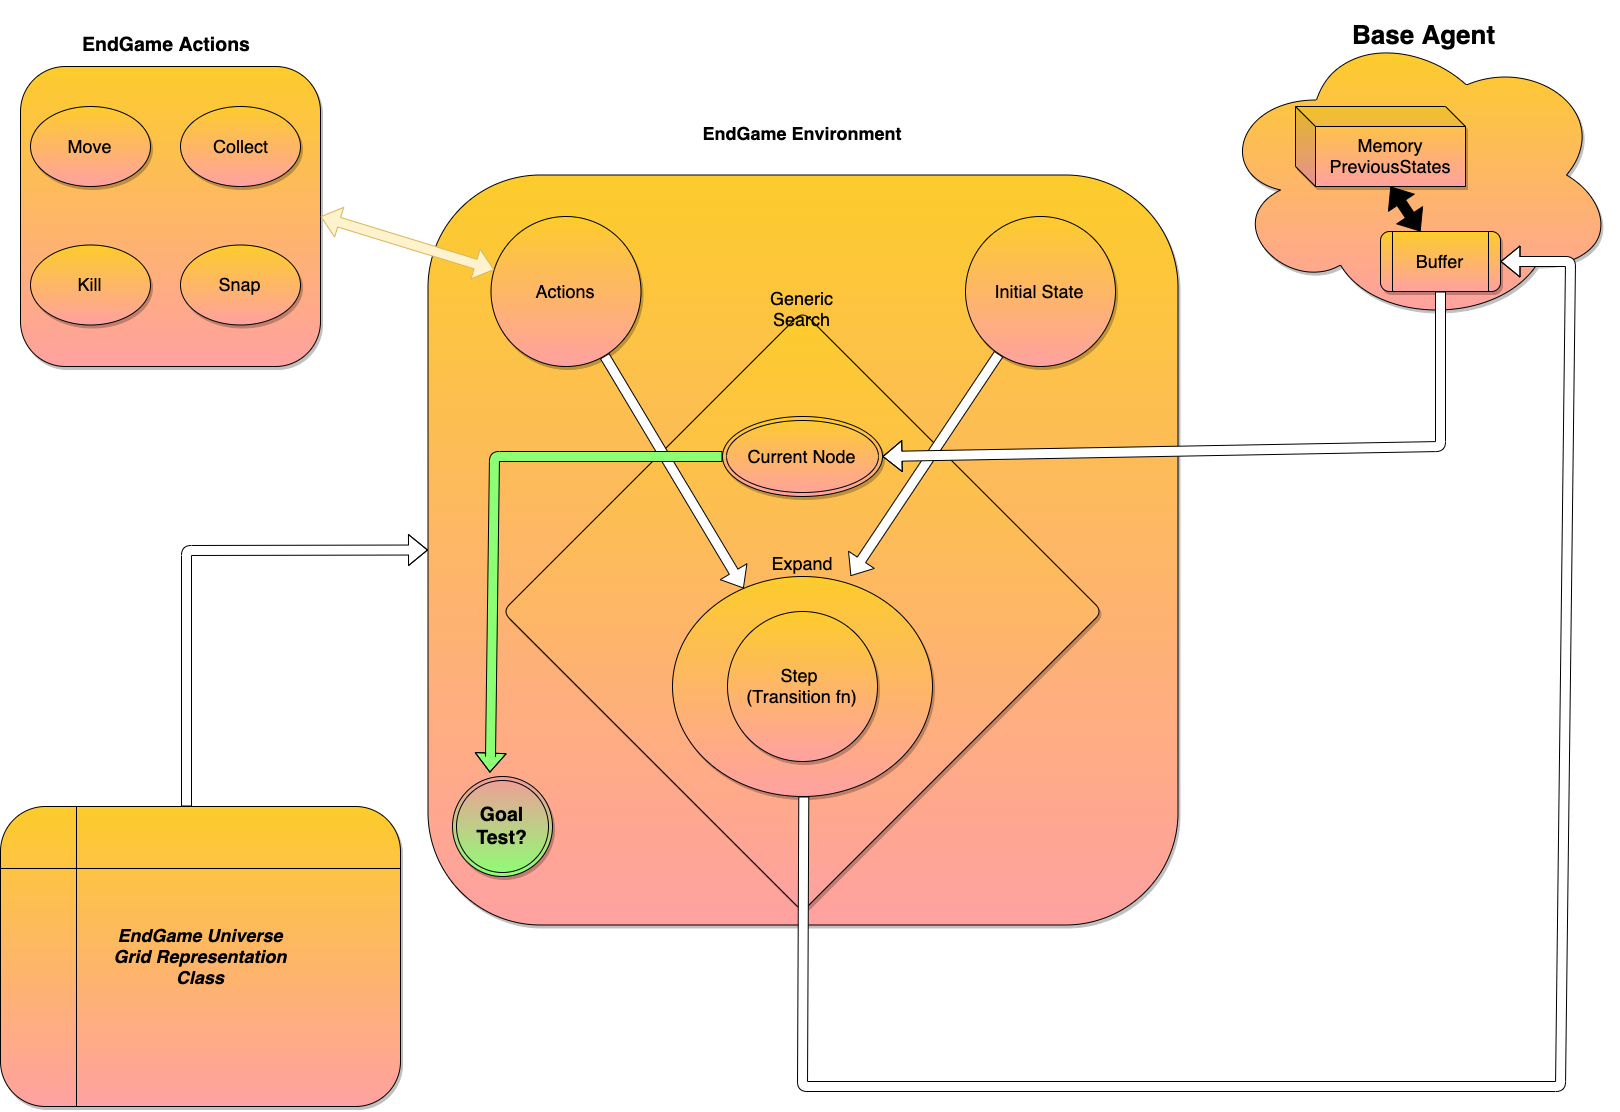 EndGame Actions
Move
Collect
Kill
Snap
EndGame Environment
Actions
Initial State
Generic
Search
Current Node
Expand
Step
(Transition fn)
Goal
Test?
Base Agent
Memory
PreviousStates
Buffer
EndGame Universe
Grid Representation
Class